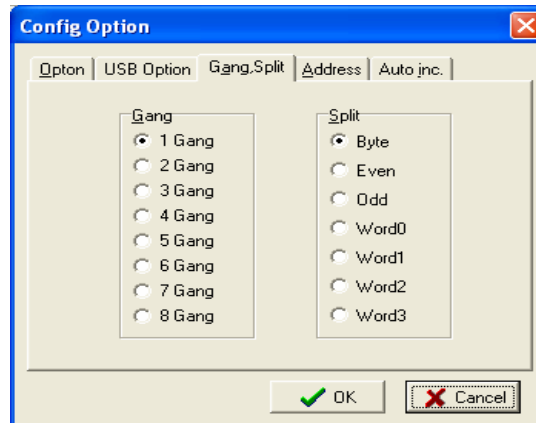 Config Option
Opton USB Option Gang,Split Address Auto inc.
Gang
1 Gang
2 Gang
3 Gang
4 Gang
5 Gang
6 Gang
7 Gang
8 Gang
Split
Byte
Even
Odd
Word0
Word1
Word2
Word3
OK Cancel